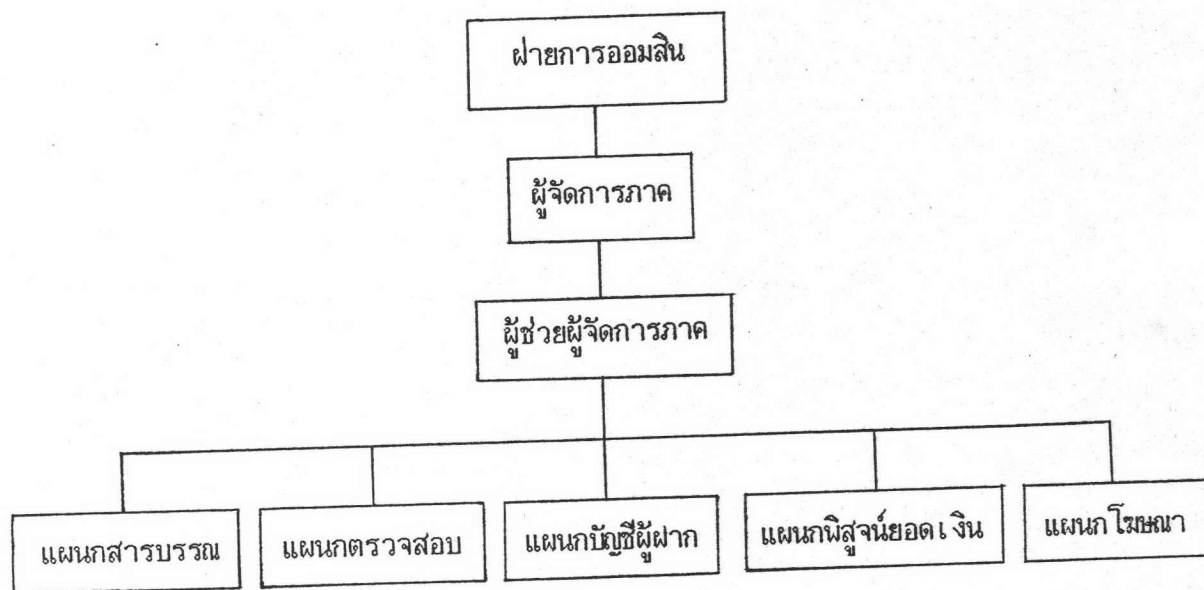 ฝ่ายการออมสิน
ผู้จัดการภาค
ผู้ช่วยผู้จัดการภาค
แผนกสารบรรณ
แผนกตรวจสอบ
แผนกบัญชีผู้ฝาก
แผนกพิสูจน์ยอดเงิน
แผนกโฆษณา